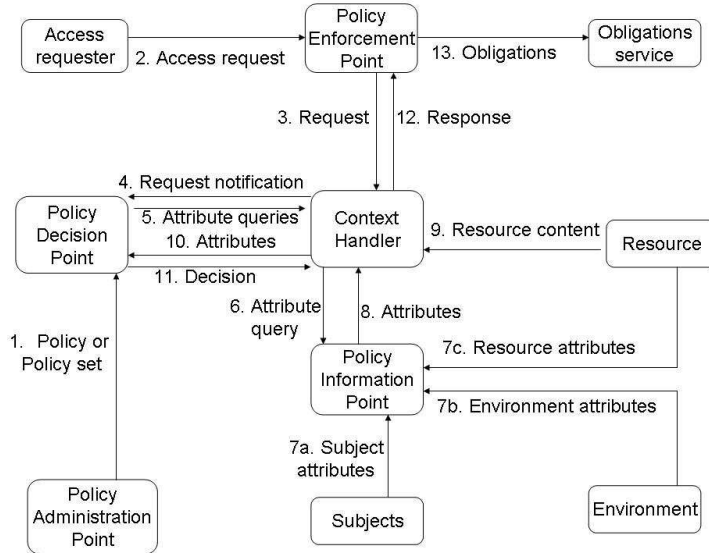 Access
requester
2. Access request
Policy
Enforcement
Point
13. Obligations
Obligations
service
3. Request
12. Response
4. Request notification
5. Attribute queries
10. Attributes
11. Decision
Policy
Decision
Point
Context
Handler
9. Resource content
Resource
6. Attribute
query
8. Attributes
1. Policy or
Policy set
Policy
Information
Point
7c. Resource attributes
7b. Environment attributes
7a. Subject
attributes
Policy
Administration
Point
Subjects
Environment